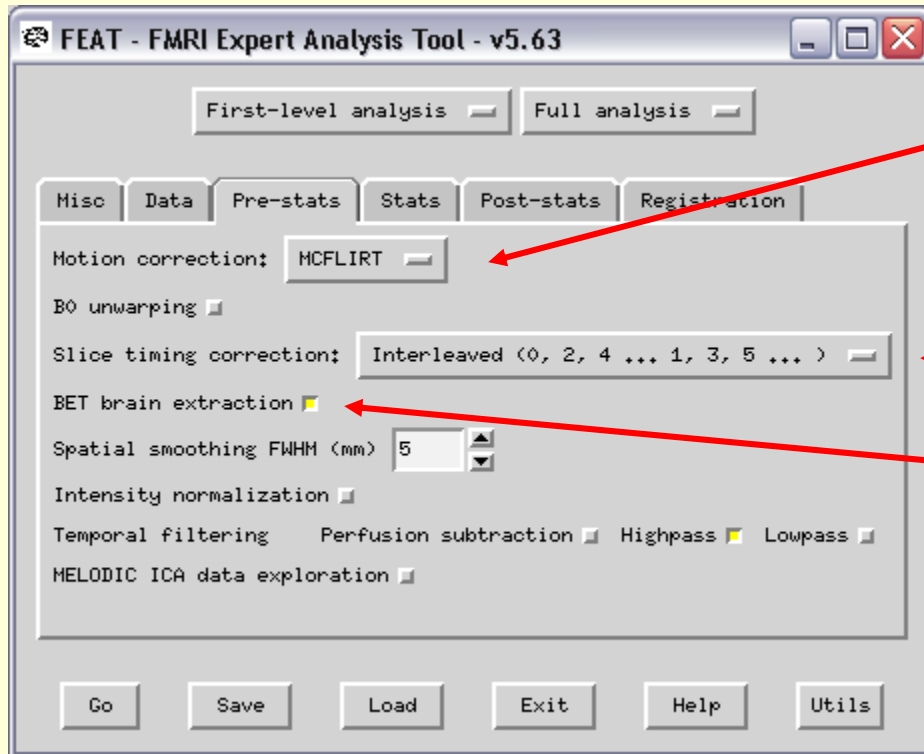 FEAT - FMRI Expert Analysis Tool - v5.63
First-level analysis Full analysis
Misc Data Pre-stats Stats Post-stats Registration
Motion correction: MCFLIRT
B0 unwarping
Slice timing correction: Interleaved (0, 2, 4 ... 1, 3, 5 ... )
BET brain extraction
Spatial smoothing FWHM (mm) 5
Intensity normalization
Temporal filtering Perfusion subtraction Highpass Lowpass
MELODIC ICA data exploration
Go Save Load Exit Help Utils